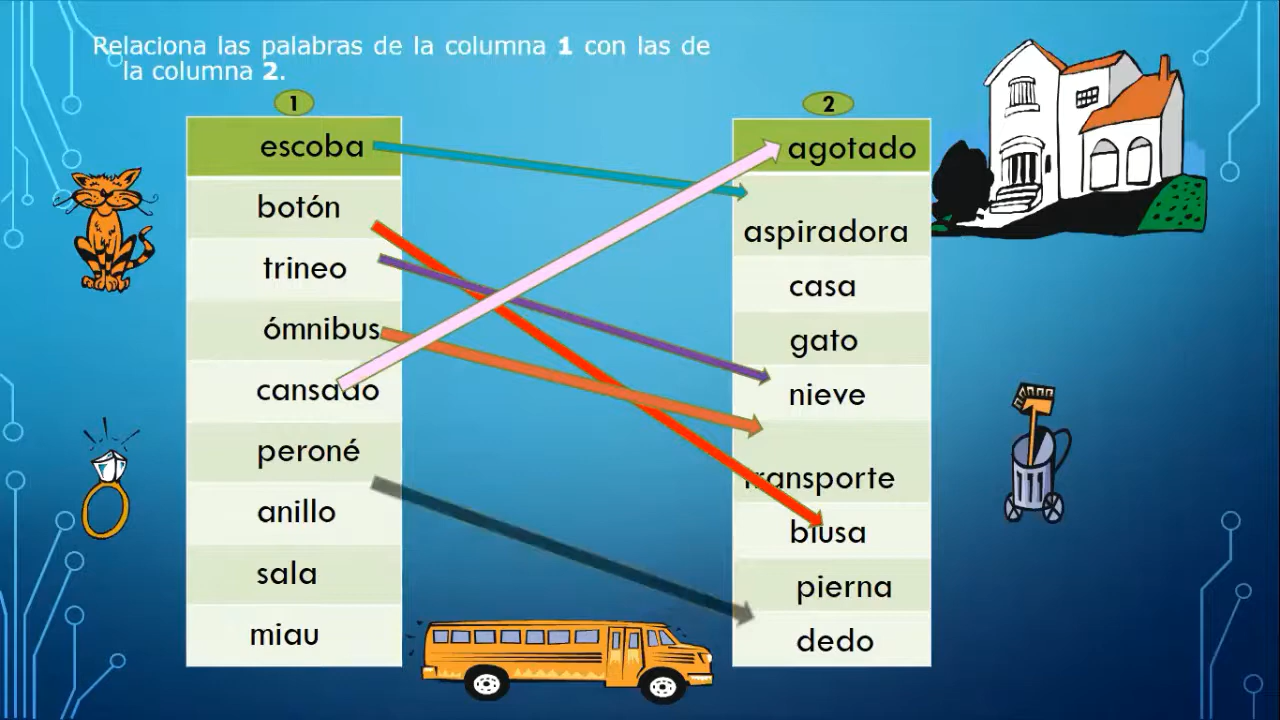 Relaciona las palabras de la columna 1 con las de
la columna 2.
1
escoba
botón
trineo
ómnibus
cansado
peroné
anillo
sala
miau
2
agotado
aspiradora
casa
gato
nieve
transporte
blusa
pierna
dedo